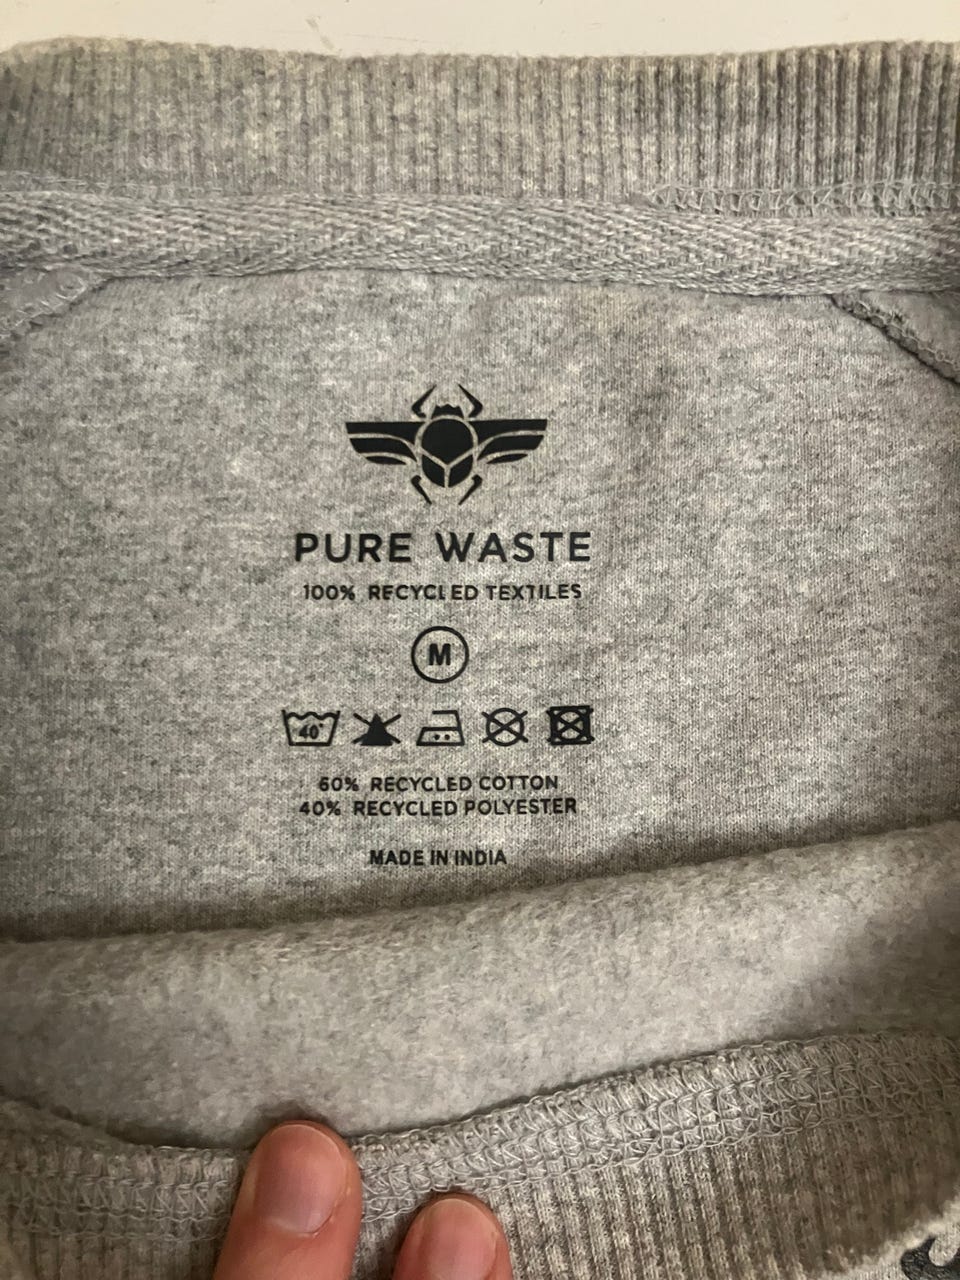 PURE WASTE
100% RECYCLED TEXTILES
M
40°
60% RECYCLED COTTON
40% RECYCLED POLYESTER
MADE IN INDIA